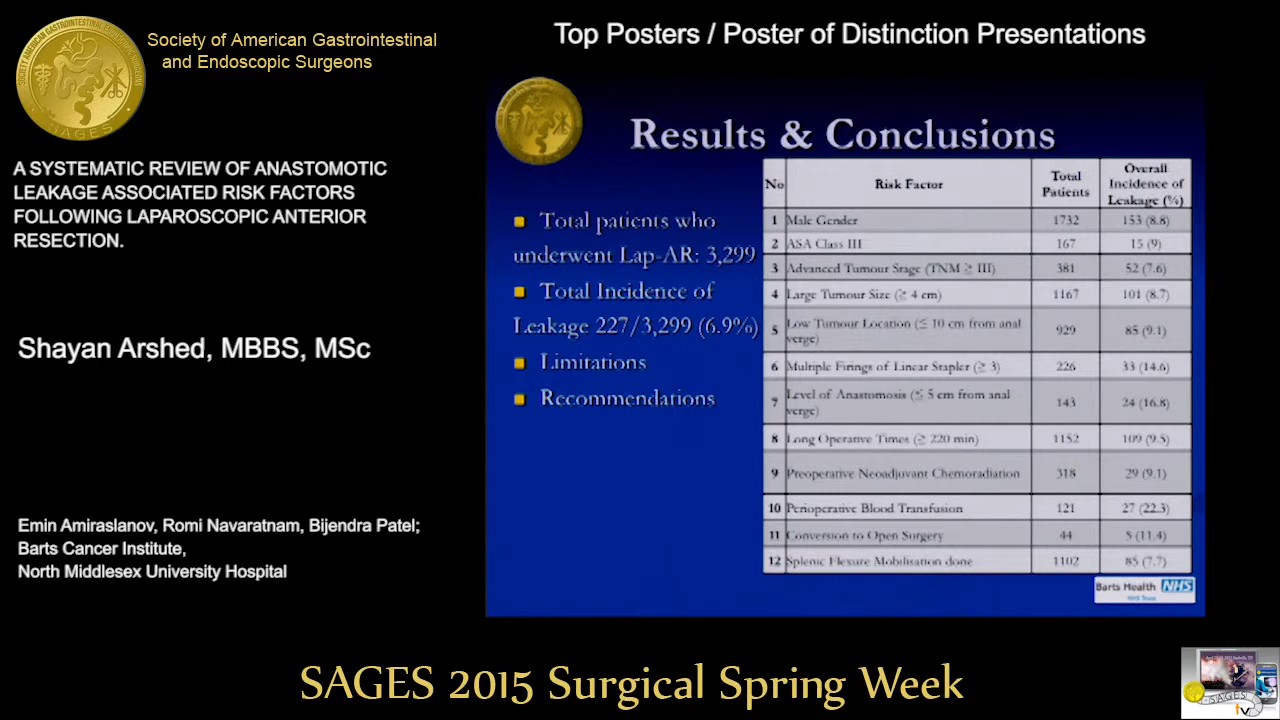 Society of American Gastrointestinal
and Endoscopic Surgeons
Top Posters / Poster of Distinction Presentations
SAGES
A SYSTEMATIC REVIEW OF ANASTOMOTIC
LEAKAGE ASSOCIATED RISK FACTORS
FOLLOWING LAPAROSCOPIC ANTERIOR
RESECTION.
Shayan Arshed, MBBS, MSc
Emin Amiraslanov, Romi Navaratnam, Bijendra Patel;
Barts Cancer Institute,
North Middlesex University Hospital
Results & Conclusions
Total patients who
underwent Lap-AR: 3,299
Total Incidence of
Leakage 227/3,299 (6.9%)
Limitations
Recommendations
No Risk Factor Total Patients Overall Incidence of Leakage (%)
1 Male Gender 1732 153 (8.8)
2 ASA Class III 167 15 (9)
3 Advanced Tumour Stage (TNM ≥ III) 381 52 (7.6)
4 Large Tumour Size (≥ 4 cm) 1167 101 (8.7)
5 Low Tumour Location (≤ 10 cm from anal verge) 929 85 (9.1)
6 Multiple Firings of Linear Stapler (≥ 3) 226 33 (14.6)
7 Level of Anastomosis (≤ 5 cm from anal verge) 143 24 (16.8)
8 Long Operative Times (≥ 220 min) 1152 109 (9.5)
9 Preoperative Neoadjuvant Chemoradiation 318 29 (9.1)
10 Perioperative Blood Transfusion 121 27 (22.3)
11 Conversion to Open Surgery 44 5 (11.4)
12 Splenic Flexure Mobilisation done 1102 85 (7.7)
Barts Health NHS
NHS Trust
SAGES 2015 Surgical Spring Week
SAGES
tv